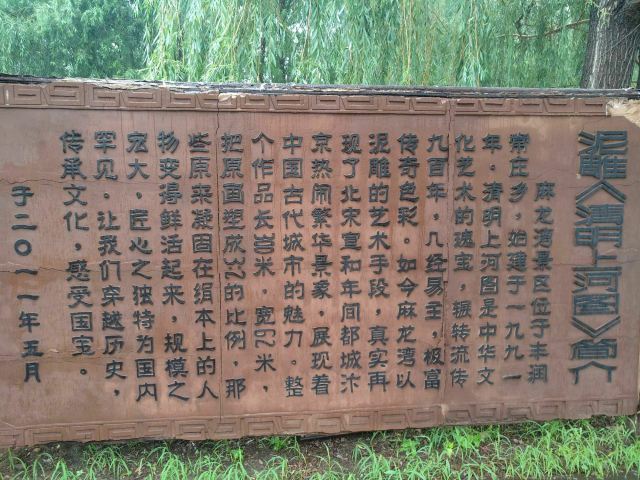 泥雕《清明上河图》简介
麻龙湾景区位于丰润
常庄乡，始建于一九九一
年。清明上河图是中华文
化艺术的瑰宝，辗转流传
九百年，几经易主，极富
传奇色彩。如今麻龙湾以
泥雕的艺术手段，真实再
现了北宋宣和年间都城汴
京热闹繁华景象，展现着
中国古代城市的魅力。整
个作品长 米，宽 米，
把原画塑成 的比例，那
些原来凝固在绢本上的人
物变得鲜活起来，规模之
宏大，匠心之独特为国内
罕见。让我们穿越历史，
传承文化，感受国宝。
于二〇一一年五月